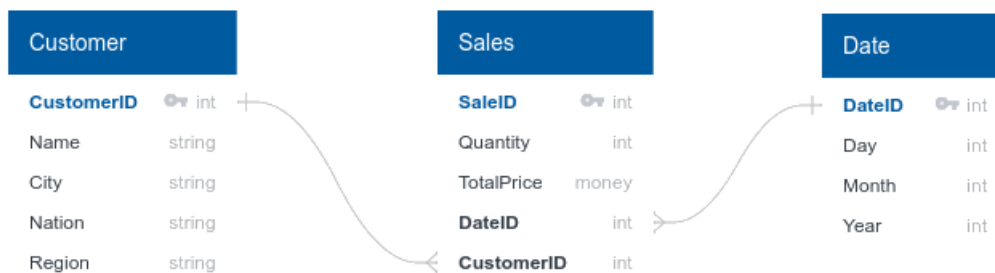 Customer
CustomerID int
Name string
City string
Nation string
Region string
Sales
SaleID int
Quantity int
TotalPrice money
DateID int
CustomerID int
Date
DateID int
Day int
Month int
Year int